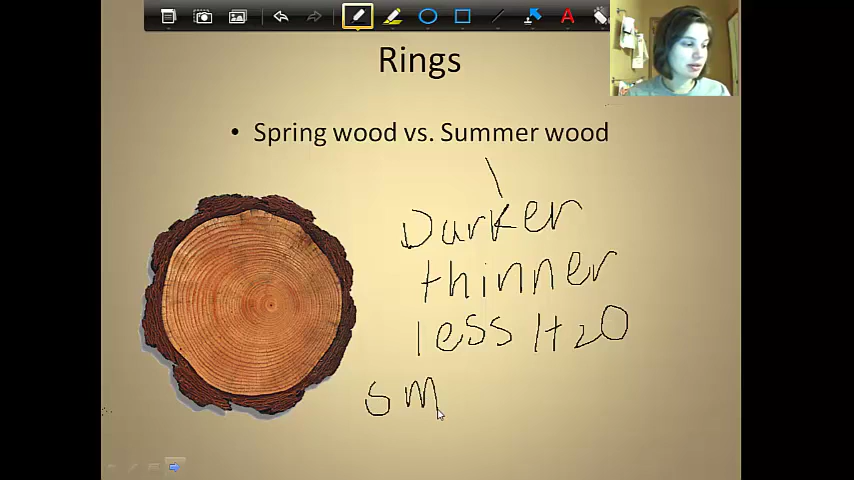 Rings
• Spring wood vs. Summer wood
Darker
thinner
less H2O
sm